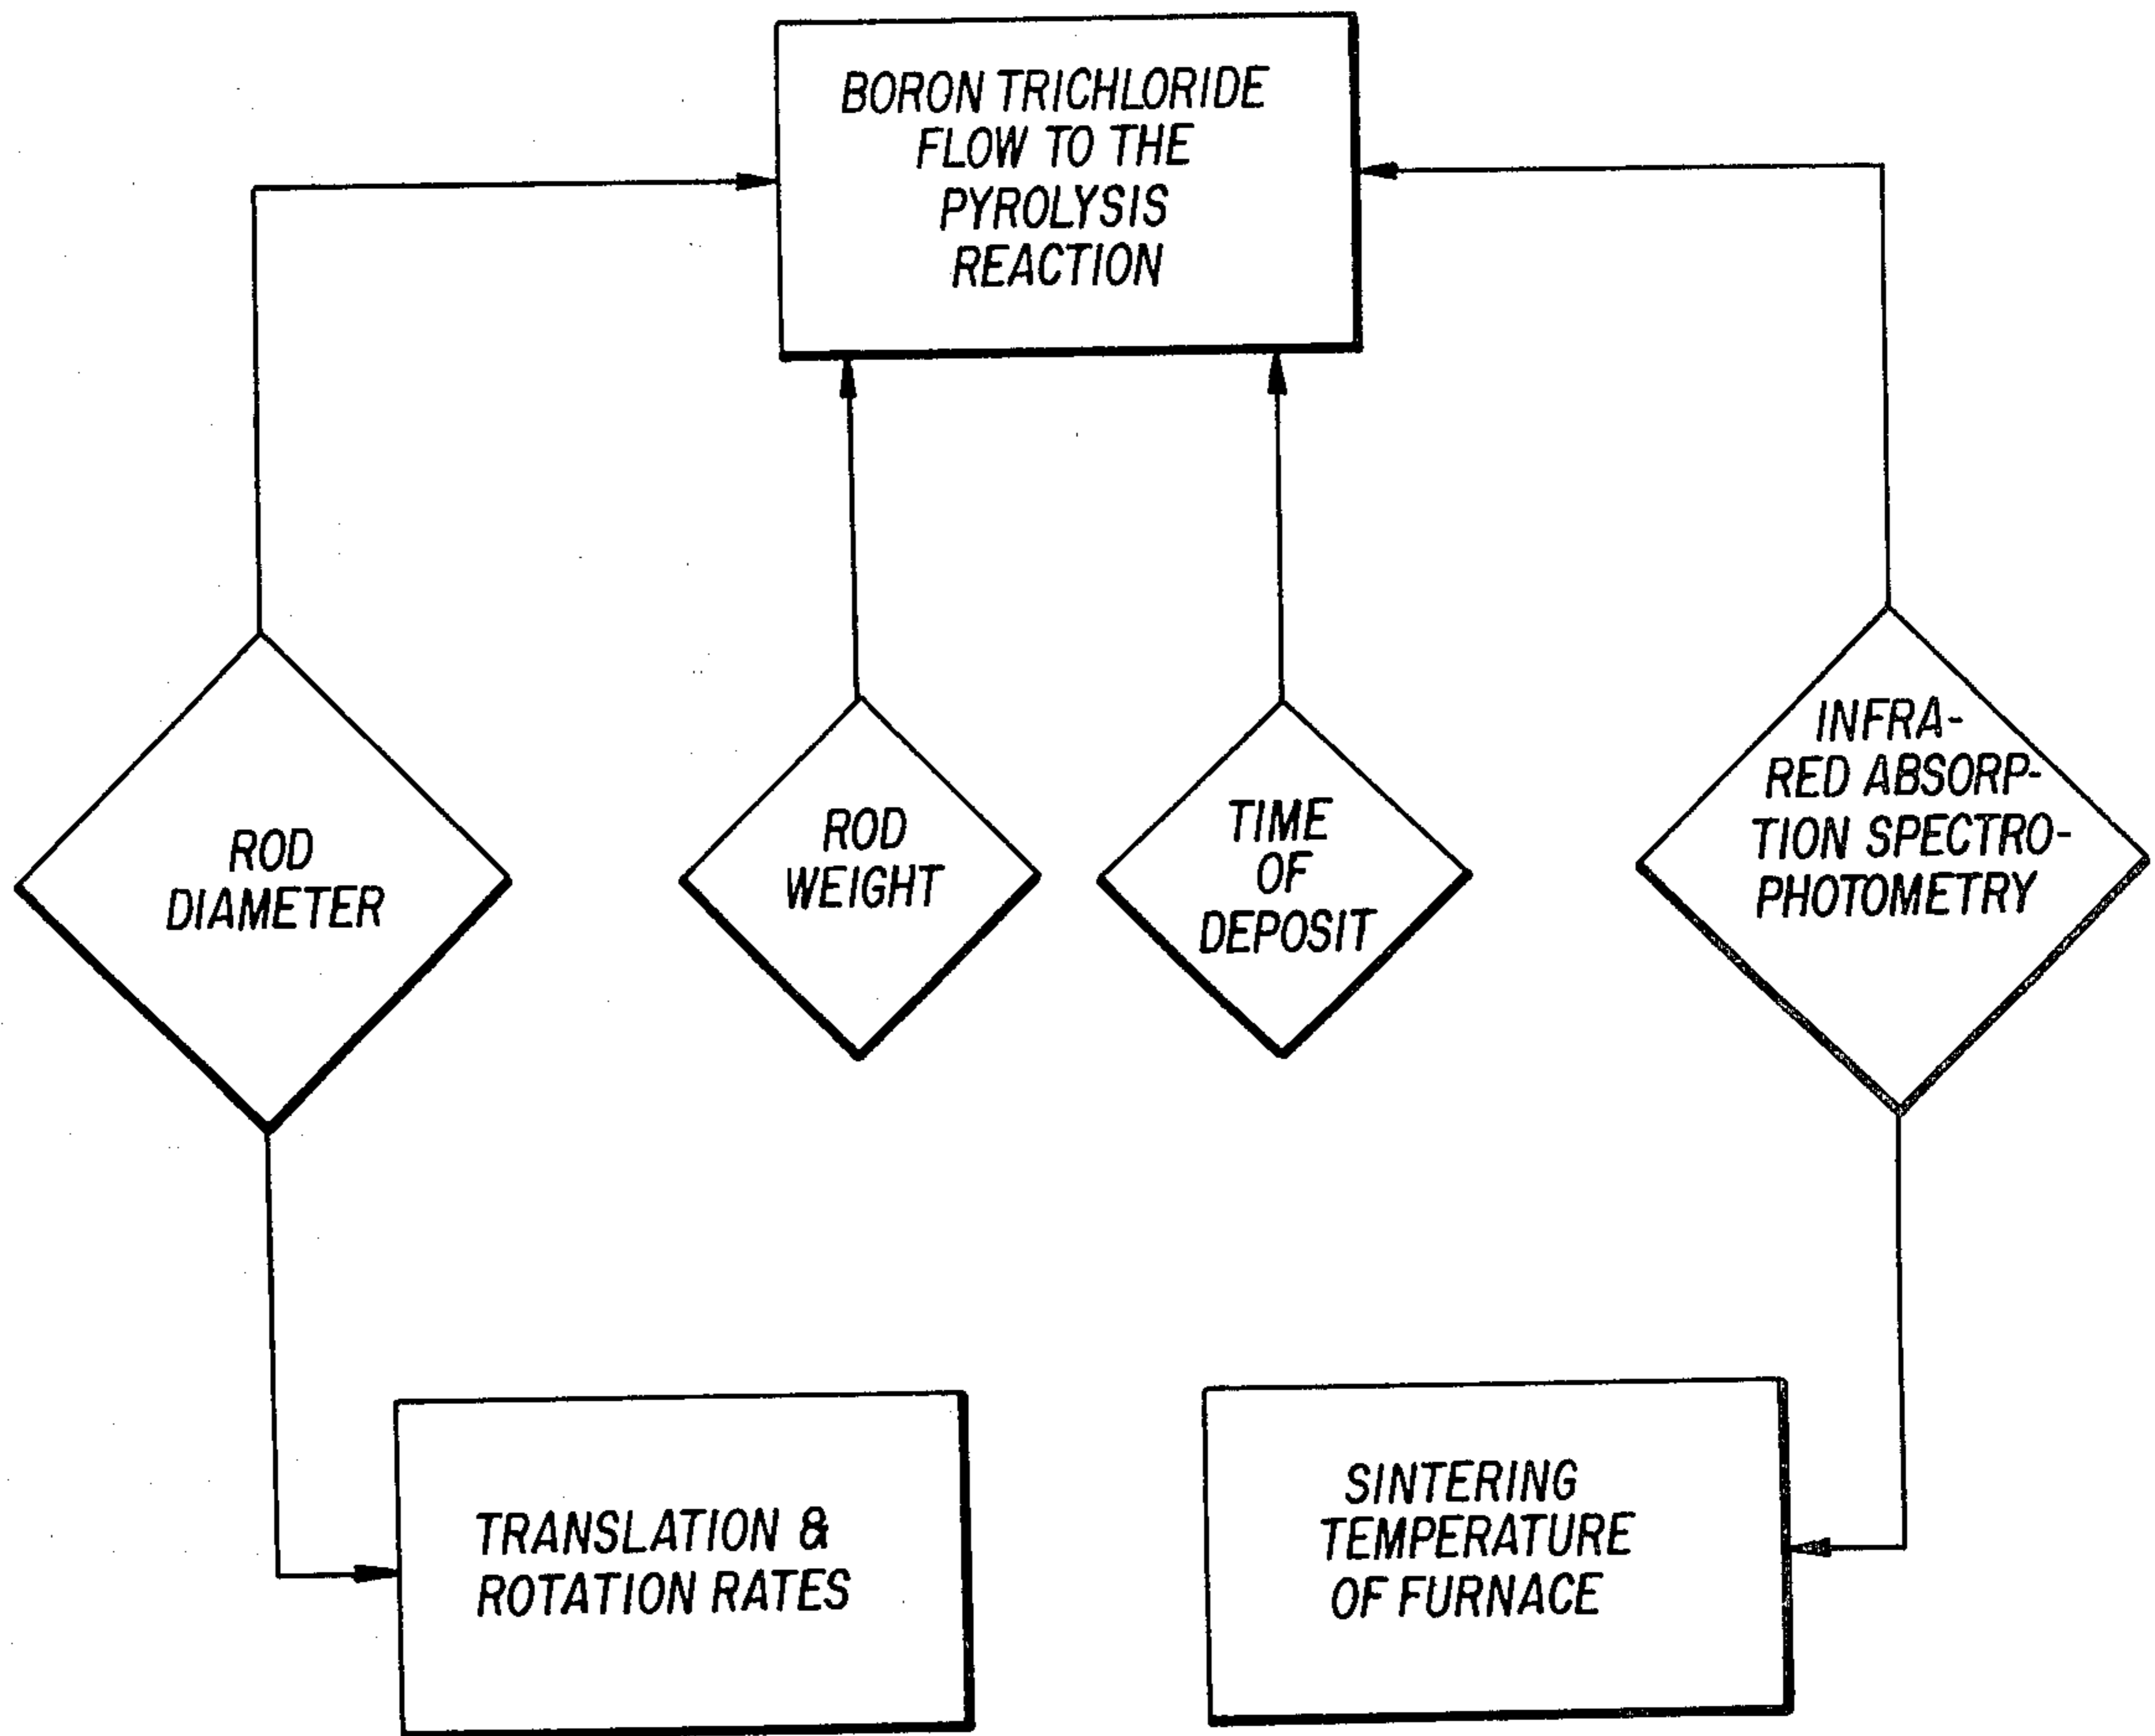 BORON TRICHLORIDE
FLOW TO THE
PYROLYSIS
REACTION
ROD
DIAMETER
ROD
WEIGHT
TIME
OF
DEPOSIT
INFRA-
RED ABSORP-
TION SPECTRO-
PHOTOMETRY
TRANSLATION &
ROTATION RATES
SINTERING
TEMPERATURE
OF FURNACE